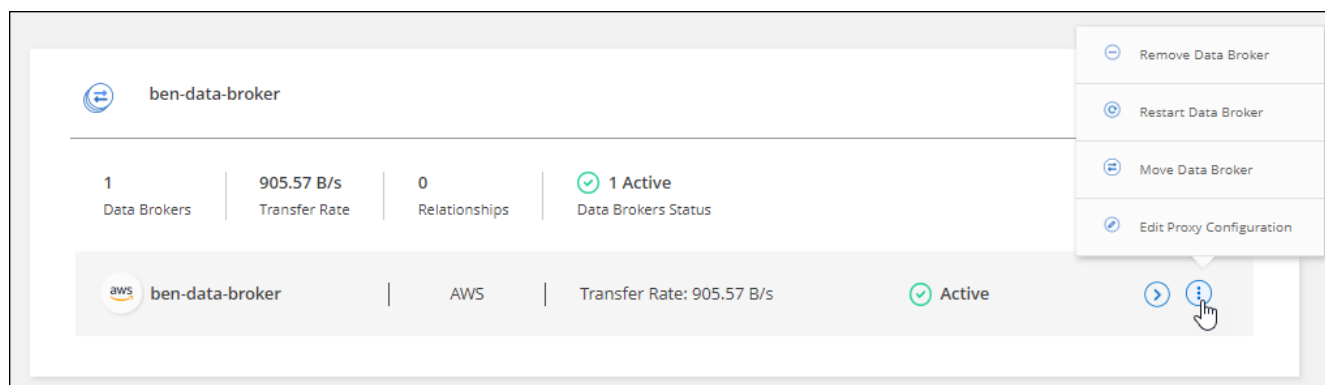 Remove Data Broker
ben-data-broker
Restart Data Broker
Move Data Broker
1
905.57 B/s
0
1 Active
Data Brokers
Transfer Rate
Relationships
Data Brokers Status
Edit Proxy Configuration
aws
ben-data-broker
AWS
Transfer Rate: 905.57 B/s
Active